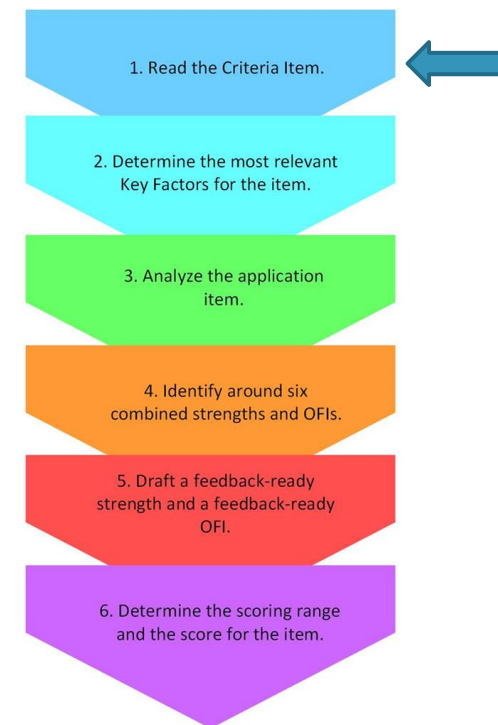 1. Read the Criteria Item.
2. Determine the most relevant
Key Factors for the item.
3. Analyze the application
item.
4. Identify around six
combined strengths and OFIs.
5. Draft a feedback-ready
strength and a feedback-ready
OFI.
6. Determine the scoring range
and the score for the item.